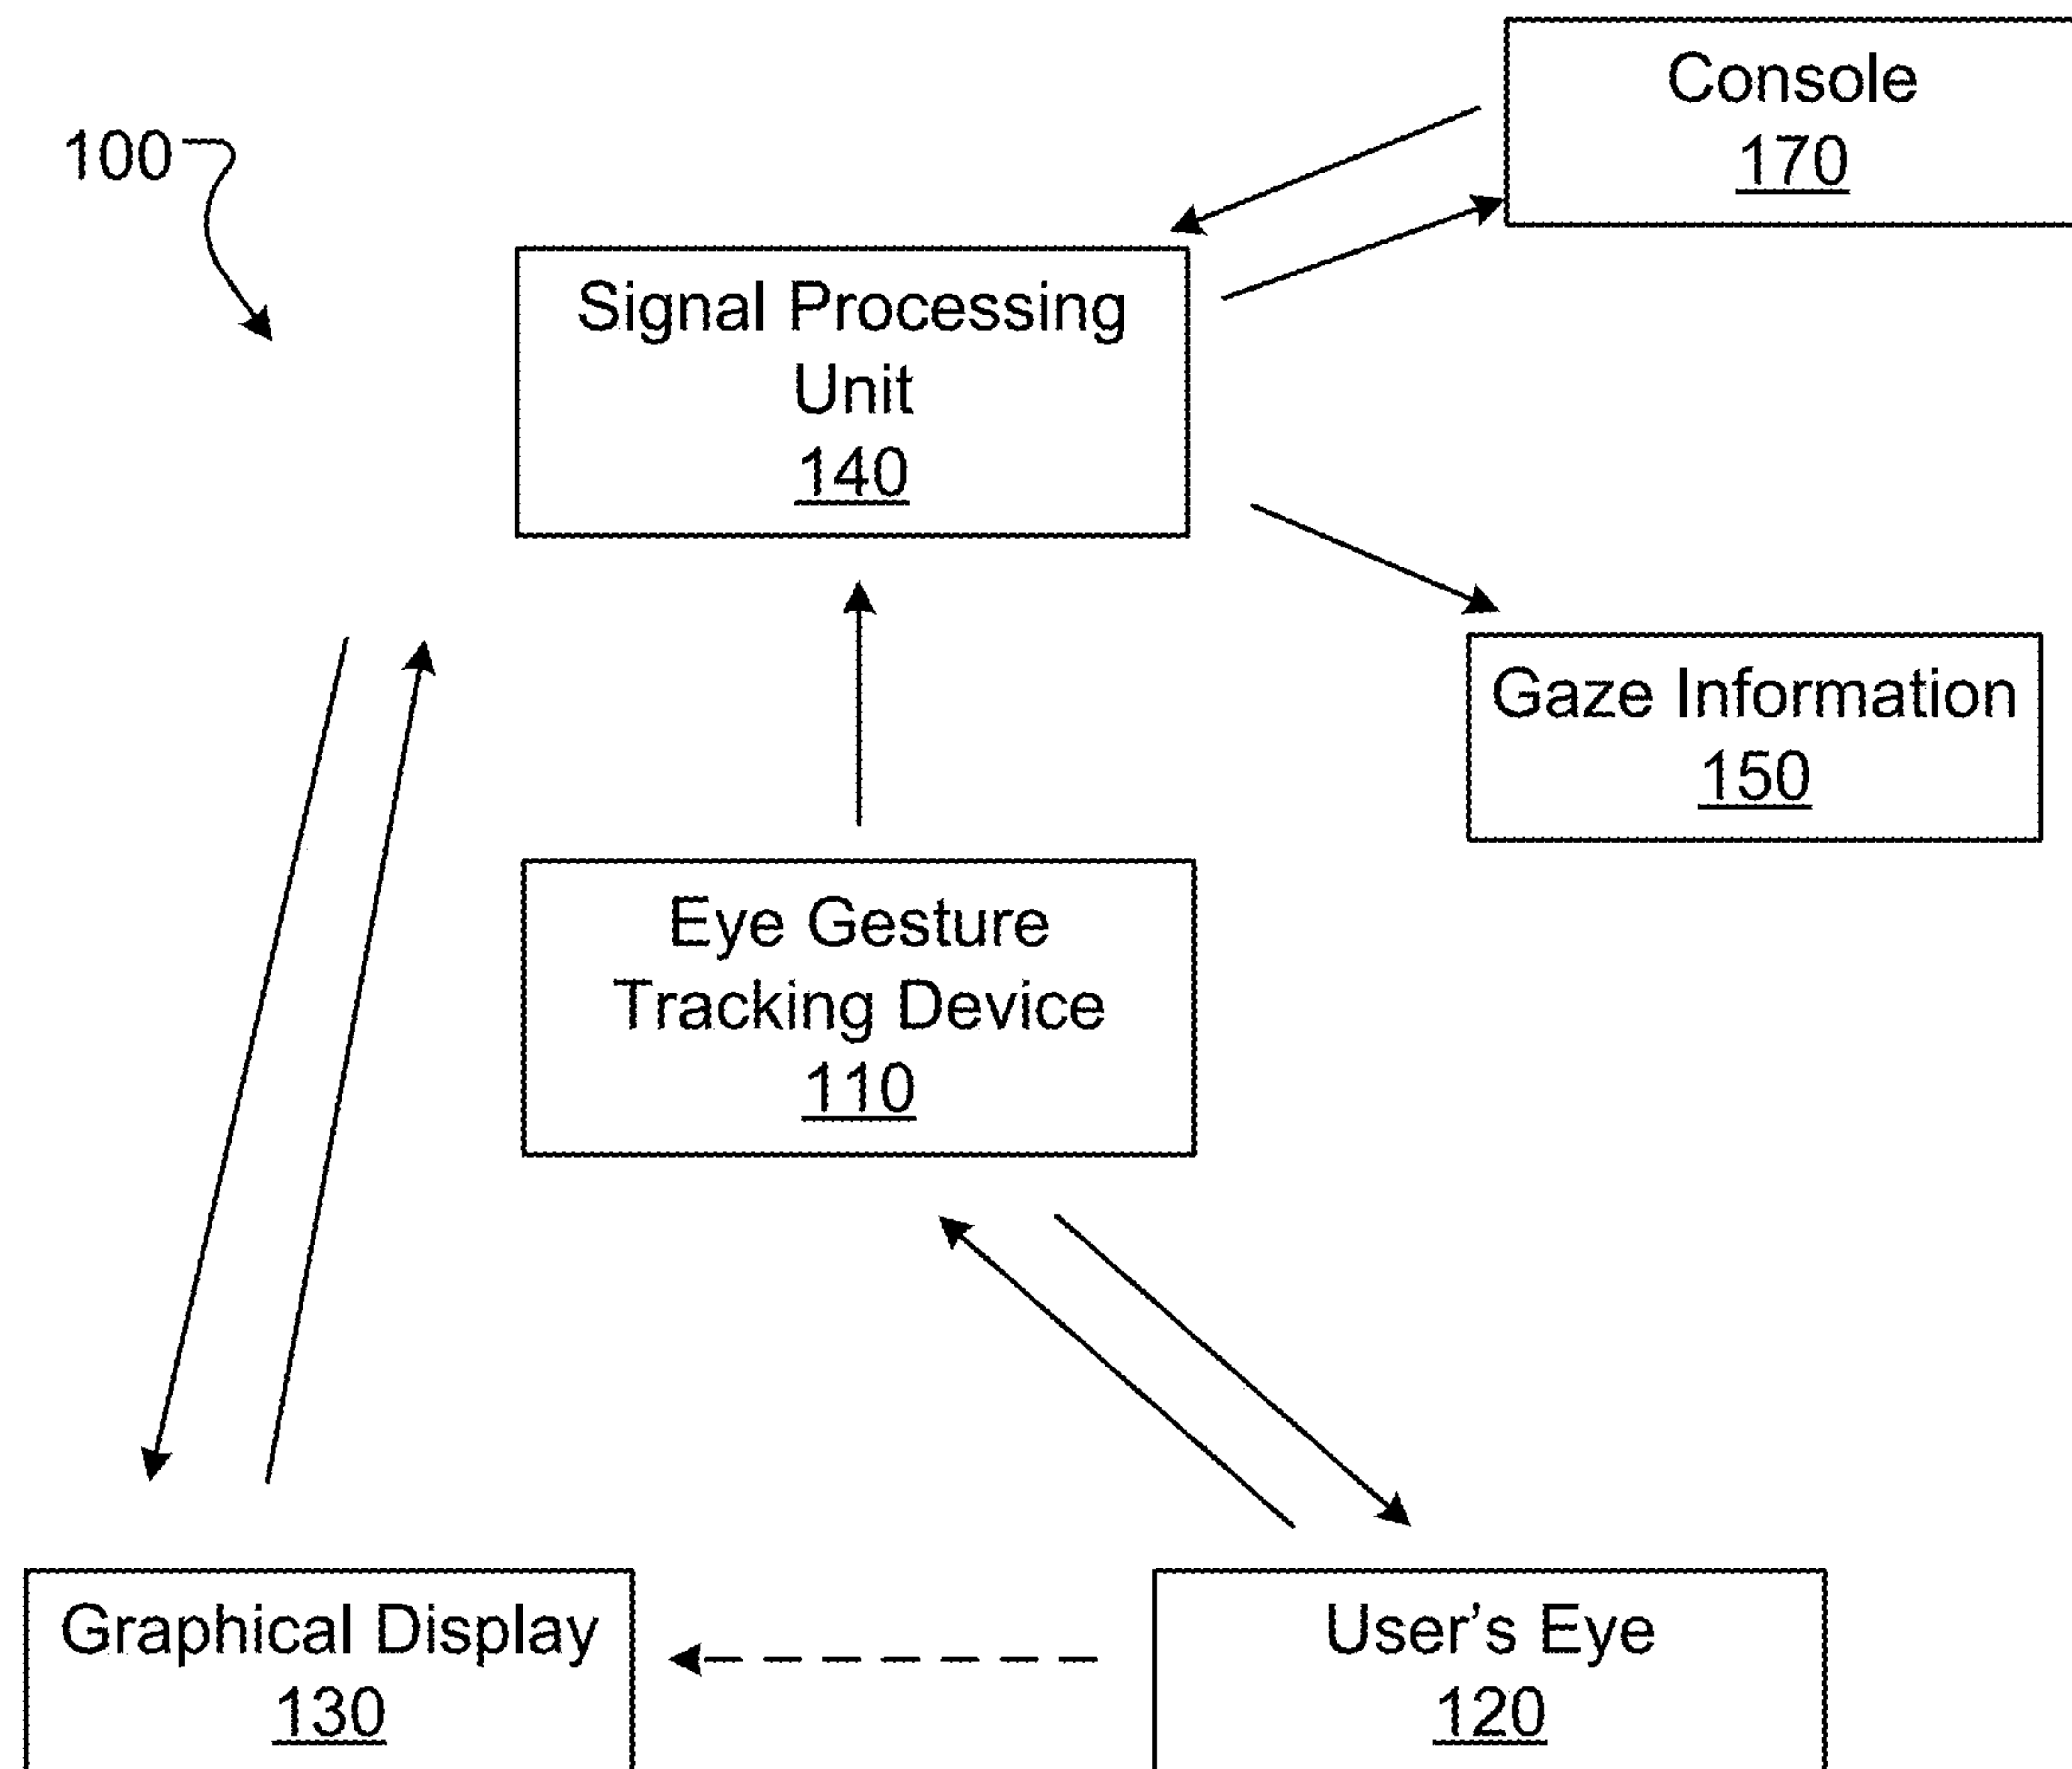 Console
170
100
Signal Processing
Unit
140
Gaze Information
150
Eye Gesture
Tracking Device
110
Graphical Display
130
User’s Eye
120